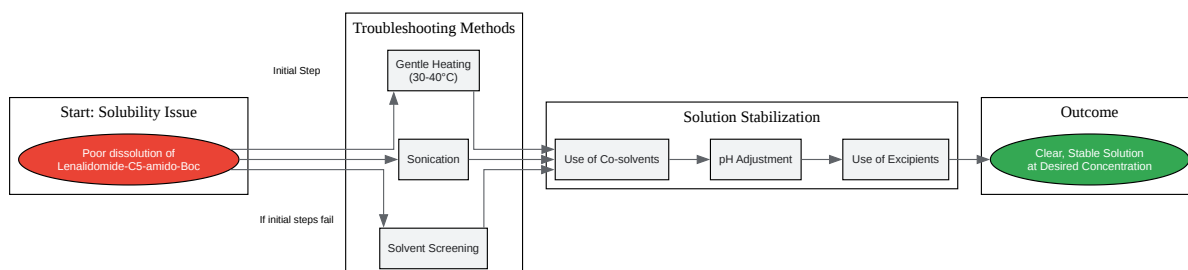 Troubleshooting Methods
Gentle Heating
(30-40°C)
Initial Step
Start: Solubility Issue
Solution Stabilization
Outcome
Poor dissolution of
Lenalidomide-C5-amido-Boc
Sonication
Use of Co-solvents
pH Adjustment
Use of Excipients
Clear, Stable Solution
at Desired Concentration
If initial steps fail
Solvent Screening